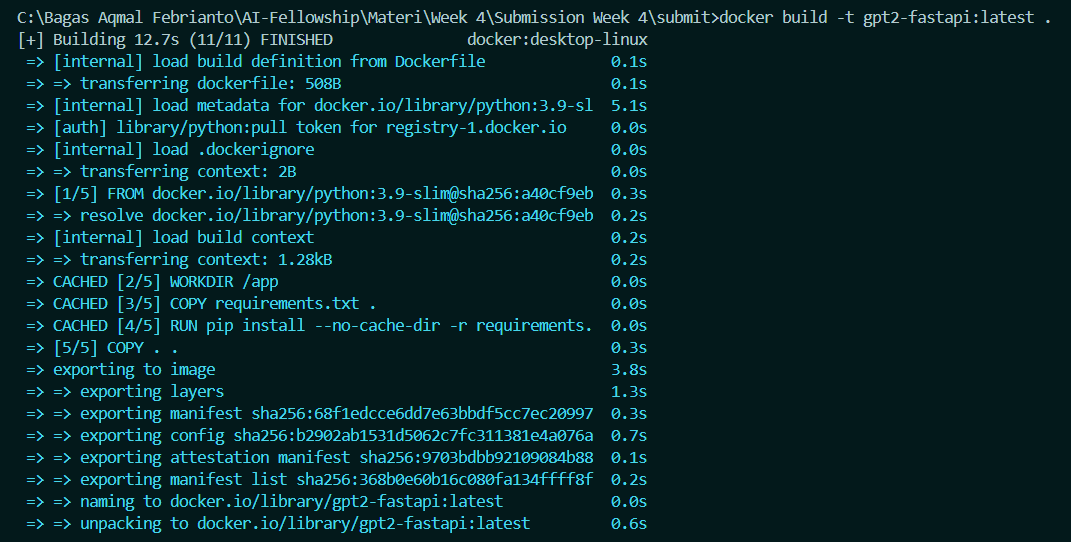 C:\Bagas Aqmal Febrianto\AI-Fellowship\Materi\Week 4\Submission Week 4\submit>docker build -t gpt2-fastapi:latest .
[+] Building 12.7s (11/11) FINISHED docker:desktop-linux
=> [internal] load build definition from Dockerfile 0.1s
=> => transferring dockerfile: 508B 0.1s
=> [internal] load metadata for docker.io/library/python:3.9-sl 5.1s
=> [auth] library/python:pull token for registry-1.docker.io 0.0s
=> [internal] load .dockerignore 0.0s
=> => transferring context: 2B 0.0s
=> [1/5] FROM docker.io/library/python:3.9-slim@sha256:a40cf9eb 0.3s
=> => resolve docker.io/library/python:3.9-slim@sha256:a40cf9eb 0.2s
=> [internal] load build context 0.2s
=> => transferring context: 1.28kB 0.2s
=> CACHED [2/5] WORKDIR /app 0.0s
=> CACHED [3/5] COPY requirements.txt . 0.0s
=> CACHED [4/5] RUN pip install --no-cache-dir -r requirements. 0.0s
=> [5/5] COPY . . 0.3s
=> exporting to image 3.8s
=> => exporting layers 1.3s
=> => exporting manifest sha256:68f1edcce6dd7e63bbdf5cc7ec20997 0.3s
=> => exporting config sha256:b2902ab1531d5062c7fc311381e4a076a 0.7s
=> => exporting attestation manifest sha256:9703bdbb92109084b88 0.1s
=> => exporting manifest list sha256:368b0e60b16c080fa134ffff8f 0.2s
=> => naming to docker.io/library/gpt2-fastapi:latest 0.0s
=> => unpacking to docker.io/library/gpt2-fastapi:latest 0.6s